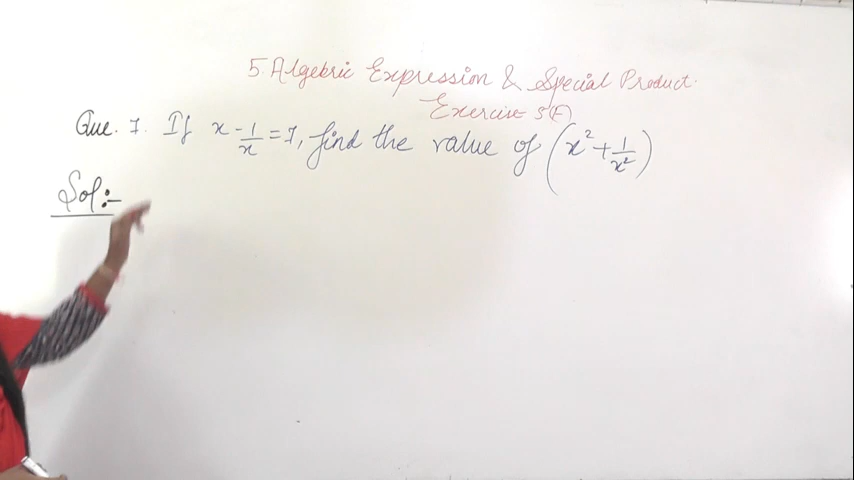 5. Algebric Expression & Special Product.
Exercise 5(F)
Que. 7. If x - 1/x = 7, find the value of (x² + 1/x²)
Sol:-